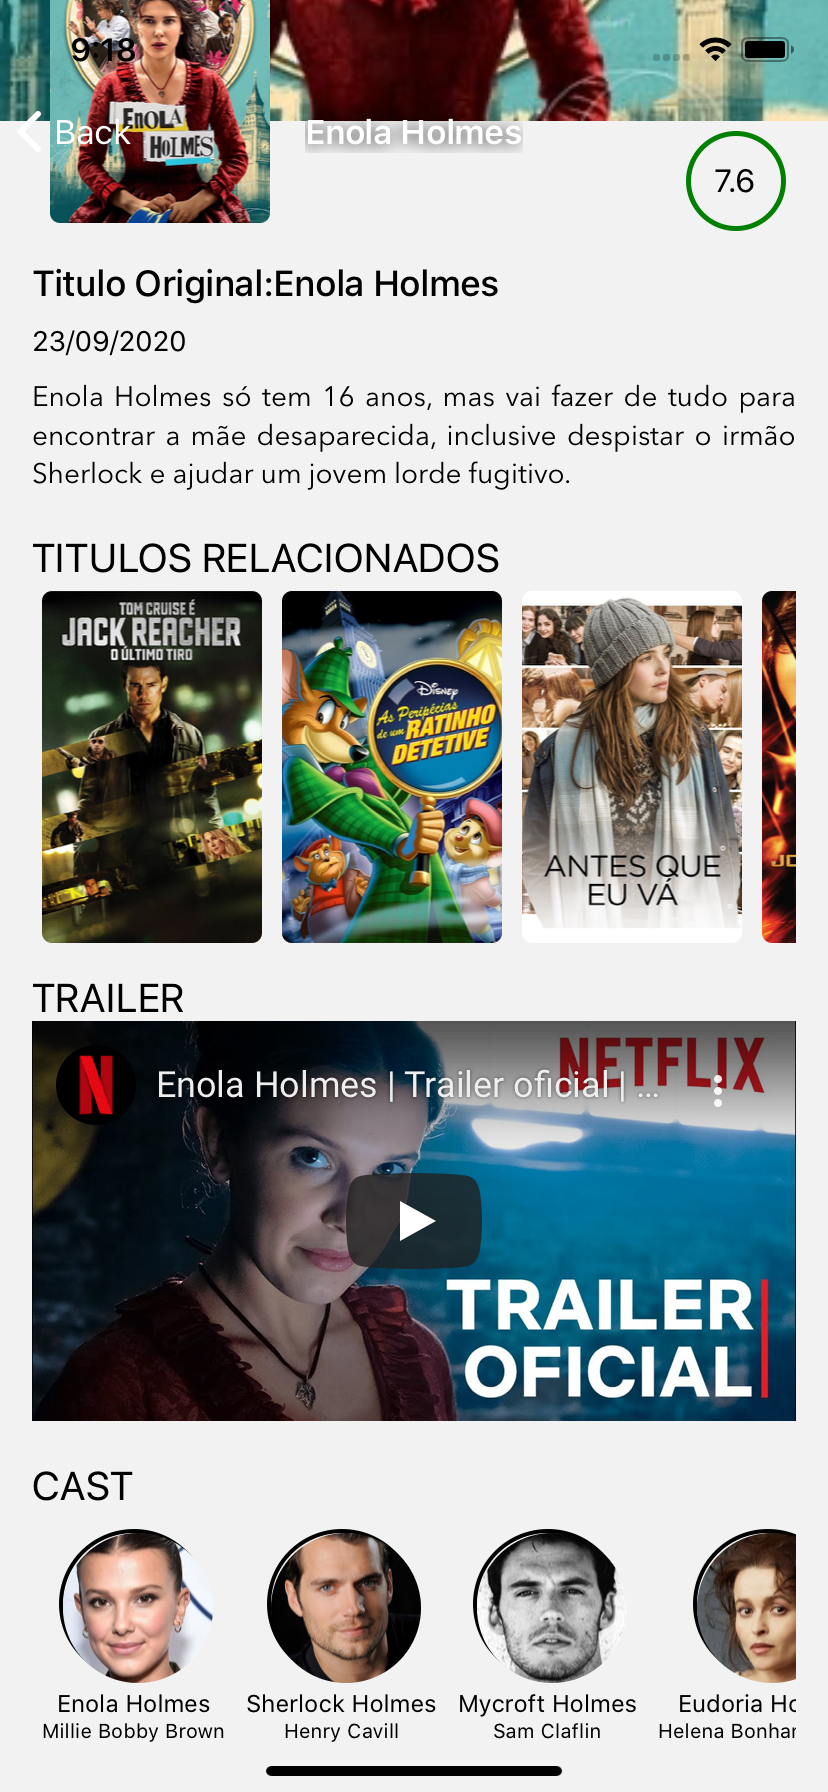 9:18
Back
Enola Holmes
ENOLA
HOLMES
7.6
Titulo Original:Enola Holmes
23/09/2020
Enola Holmes só tem 16 anos, mas vai fazer de tudo para
encontrar a mãe desaparecida, inclusive despistar o irmão
Sherlock e ajudar um jovem lorde fugitivo.
TITULOS RELACIONADOS
TOM CRUISE É
JACK REACHER
O ÚLTIMO TIRO
Disney
As Peripécias
de um RATINHO
DETETIVE
ANTES QUE
EU VÁ
JO
TRAILER
N
Enola Holmes | Trailer oficial | ...
NETFLIX
TRAILER
OFICIAL
CAST
Enola Holmes
Millie Bobby Brown
Sherlock Holmes
Henry Cavill
Mycroft Holmes
Sam Claflin
Eudoria Ho
Helena Bonhar